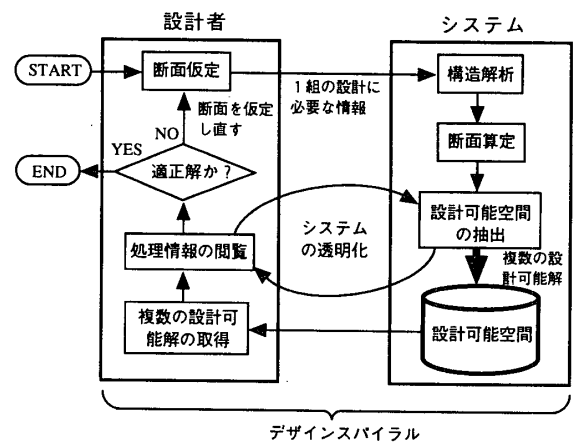 設計者
システム
START
断面仮定
構造解析
1組の設計に
必要な情報
断面を仮定
し直す
NO
YES
断面算定
END
適正解か？
設計可能空間
の抽出
システム
の透明化
処理情報の閲覧
複数の設
計可能解
複数の設計可
能解の取得
設計可能空間
デザインスパイラル